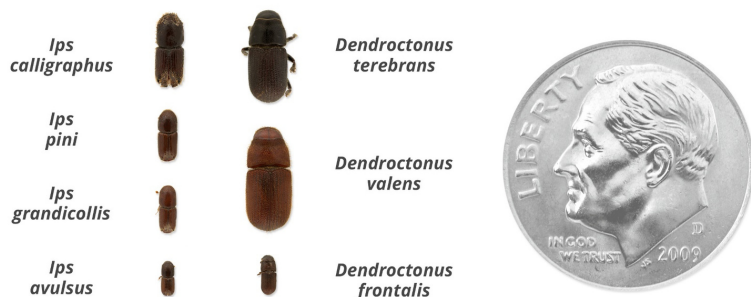 Ips
calligraphus
Dendroctonus
terebrans
Ips
pini
Dendroctonus
valens
Ips
grandicollis
Ips
avulsus
Dendroctonus
frontalis
LIBERTY
IN GOD
WE TRUST
D
2009